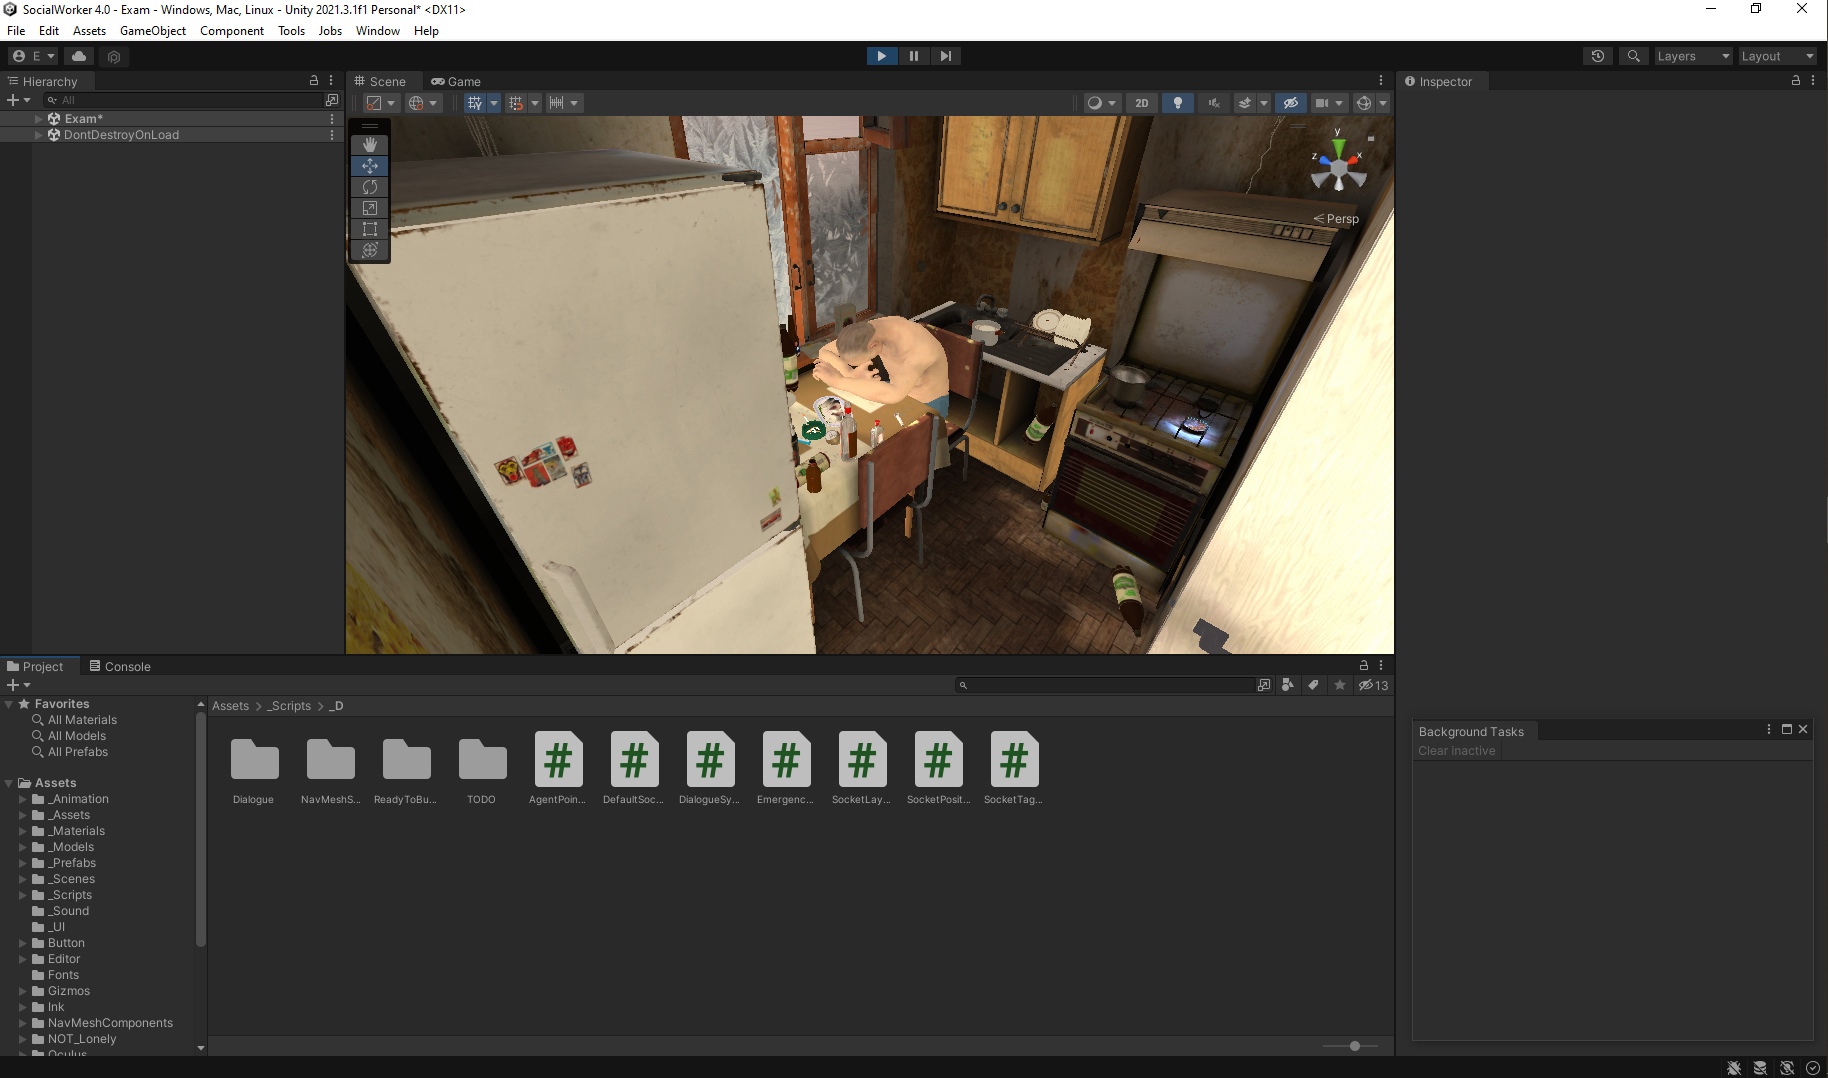 SocialWorker 4.0 - Exam - Windows, Mac, Linux - Unity 2021.3.1f1 Personal* <DX11>
File Edit Assets GameObject Component Tools Jobs Window Help
E Layers Layout
Hierarchy
All
Exam*
DontDestroyOnLoad
Scene Game
2D
y
z x
Persp
Inspector
Project Console
13
Favorites
All Materials
All Models
All Prefabs
Assets
_Animation
_Assets
_Materials
_Models
_Prefabs
_Scenes
_Scripts
_Sound
_UI
Button
Editor
Fonts
Gizmos
Ink
NavMeshComponents
NOT_Lonely
Oculus
Assets > _Scripts > _D
Dialogue NavMeshS... ReadyToBu... TODO AgentPoin... DefaultSoc... DialogueSy... Emergenc... SocketLay... SocketPosit... SocketTag...
Background Tasks
Clear Inactive